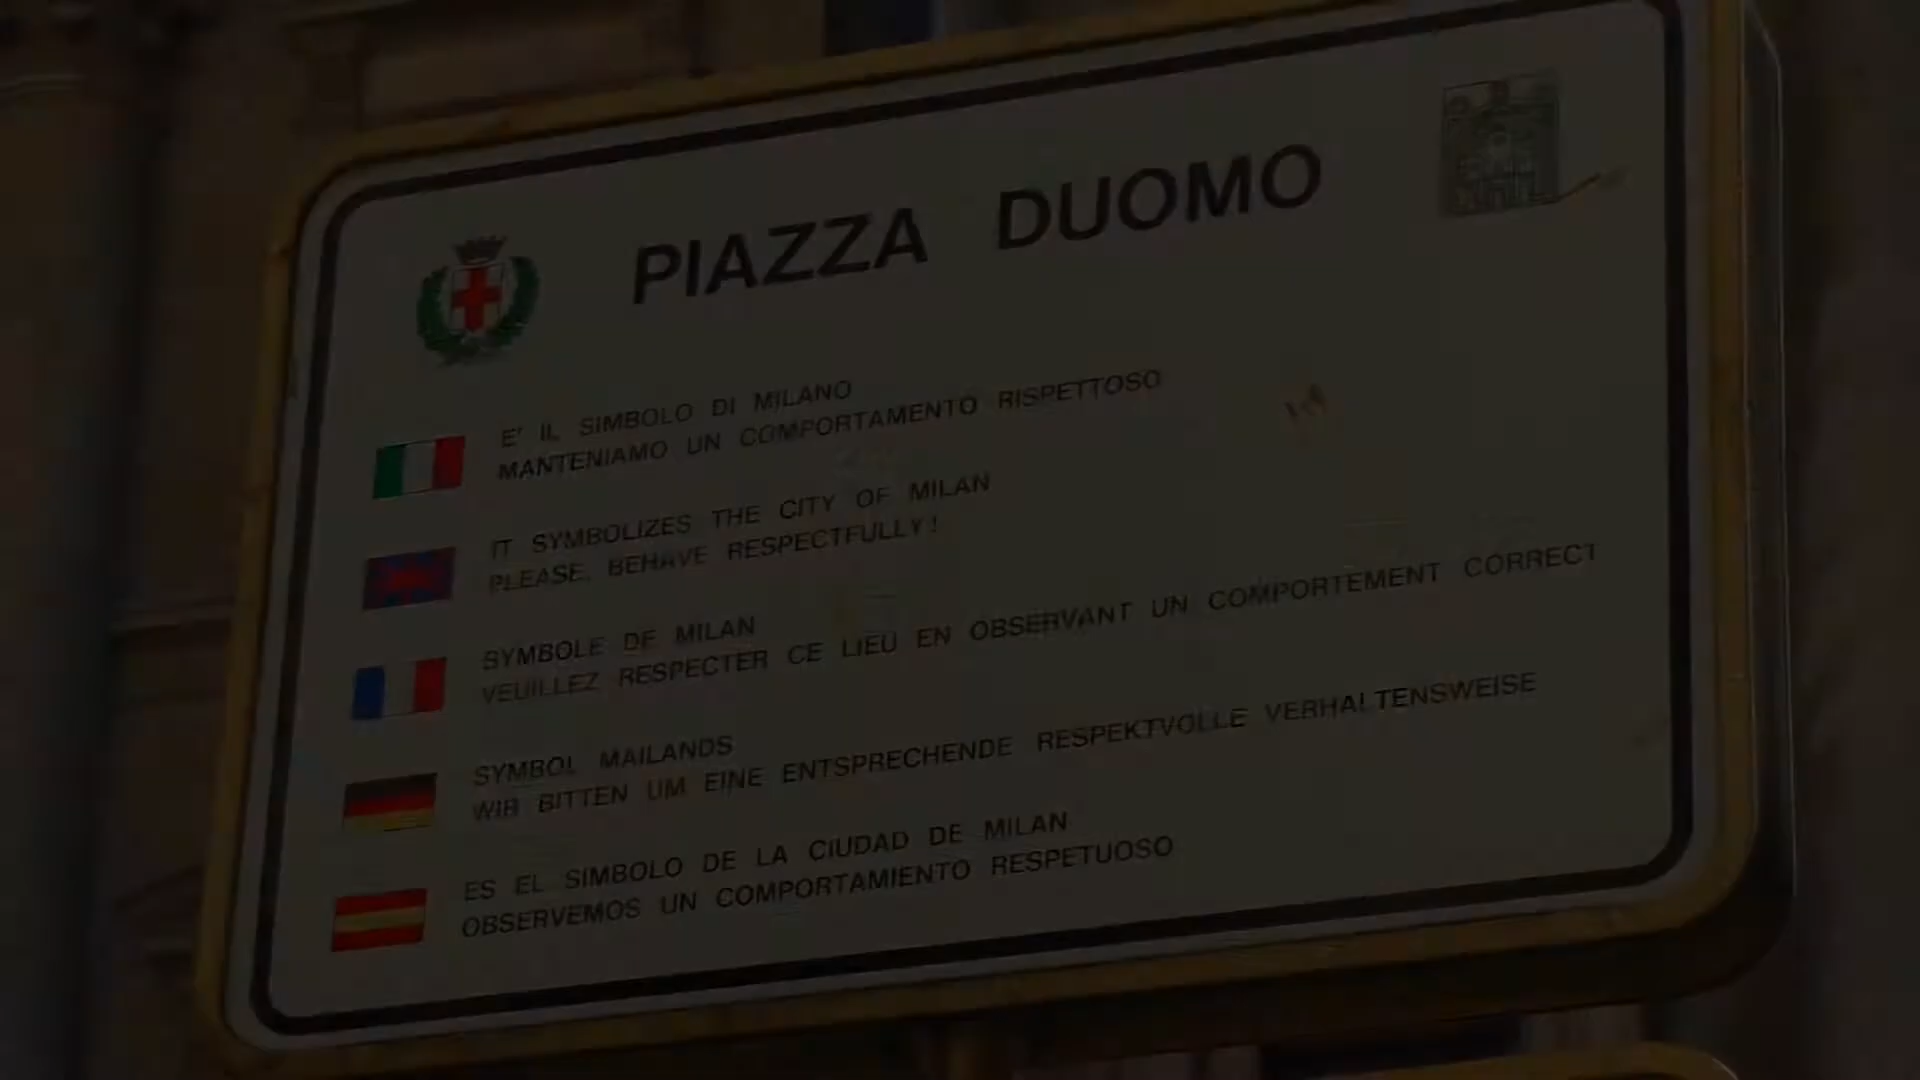 PIAZZA DUOMO
E' IL SIMBOLO DI MILANO
MANTENIAMO UN COMPORTAMENTO RISPETTOSO
IT SYMBOLIZES THE CITY OF MILAN
PLEASE, BEHAVE RESPECTFULLY!
SYMBOLE DE MILAN
VEUILLEZ RESPECTER CE LIEU EN OBSERVANT UN COMPORTEMENT CORRECT
SYMBOL MAILANDS
WIR BITTEN UM EINE ENTSPRECHENDE RESPEKTVOLLE VERHALTENSWEISE
ES EL SIMBOLO DE LA CIUDAD DE MILAN
OBSERVEMOS UN COMPORTAMIENTO RESPETUOSO